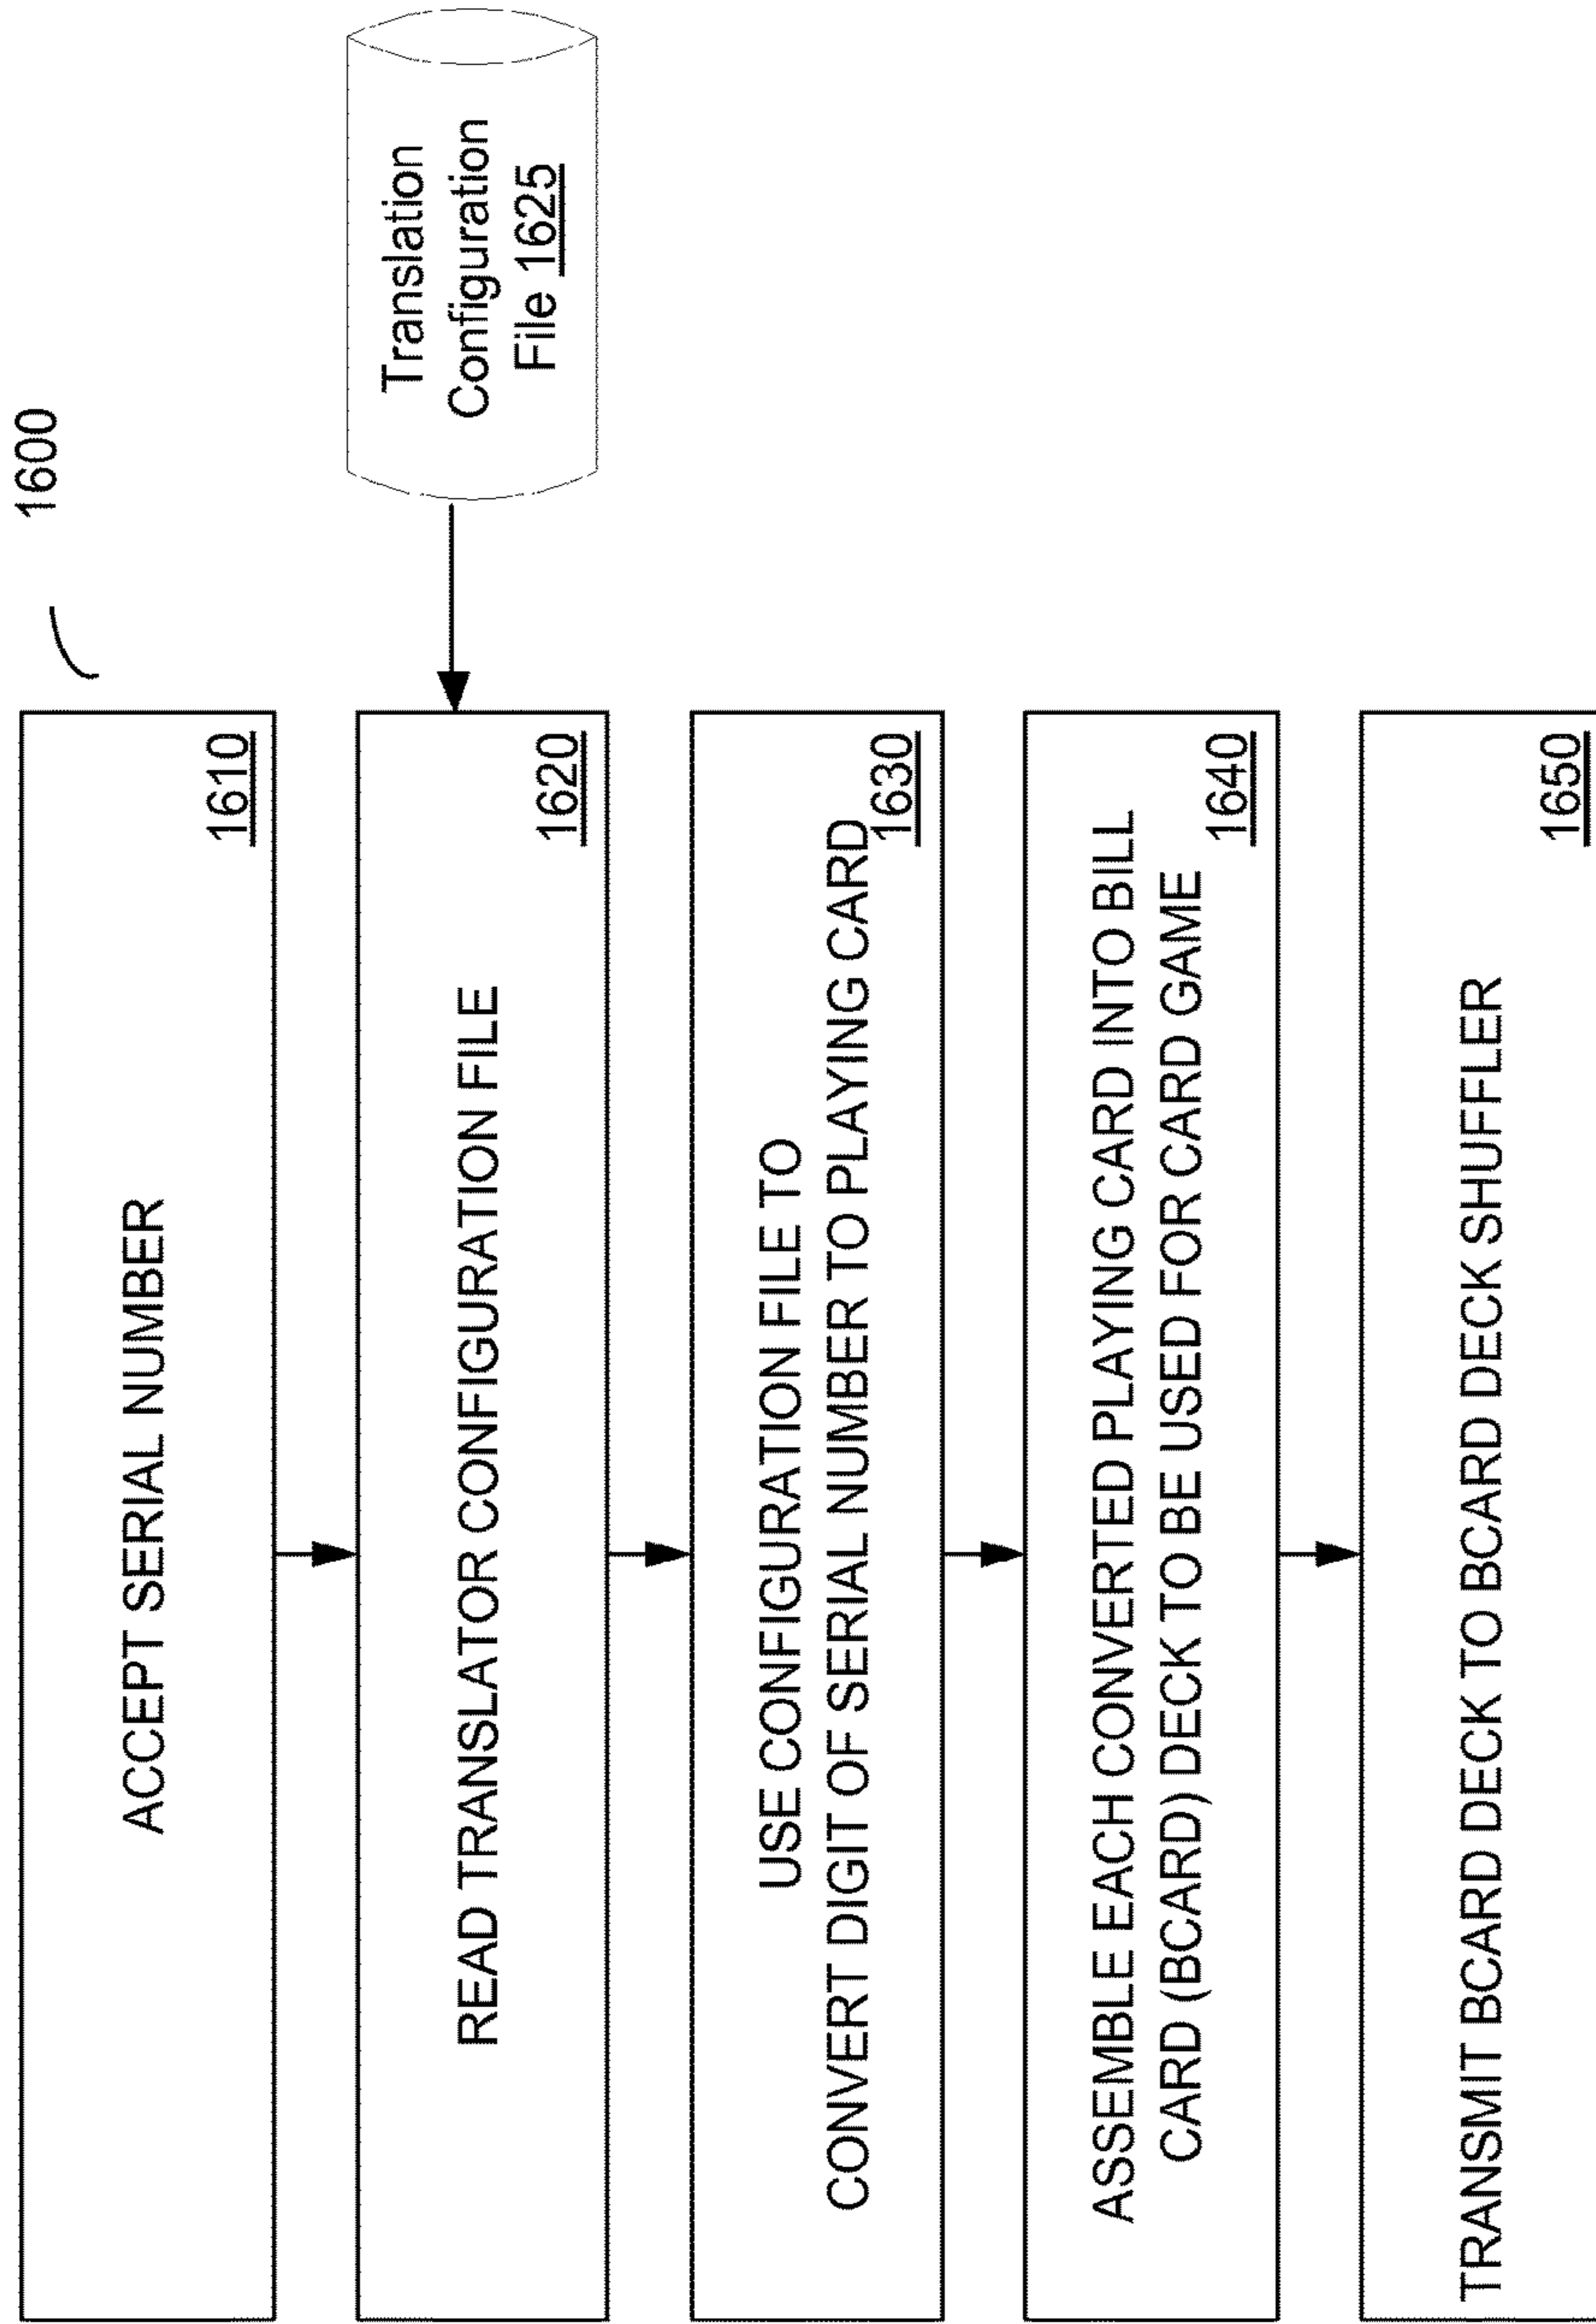 1600
ACCEPT SERIAL NUMBER
1610
READ TRANSLATOR CONFIGURATION FILE
1620
Translation
Configuration
File 1625
USE CONFIGURATION FILE TO
CONVERT DIGIT OF SERIAL NUMBER TO PLAYING CARD
1630
ASSEMBLE EACH CONVERTED PLAYING CARD INTO BILL
CARD (BCARD) DECK TO BE USED FOR CARD GAME
1640
TRANSMIT BCARD DECK TO BCARD DECK SHUFFLER
1650